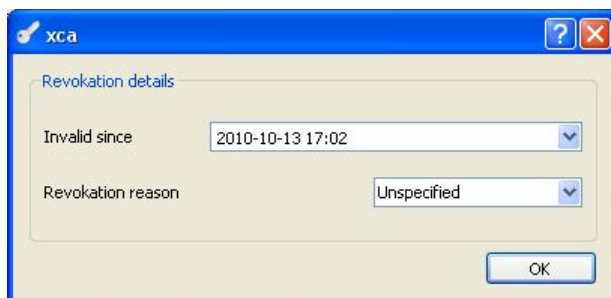 xca
Revokation details
Invalid since 2010-10-13 17:02
Revokation reason Unspecified
OK